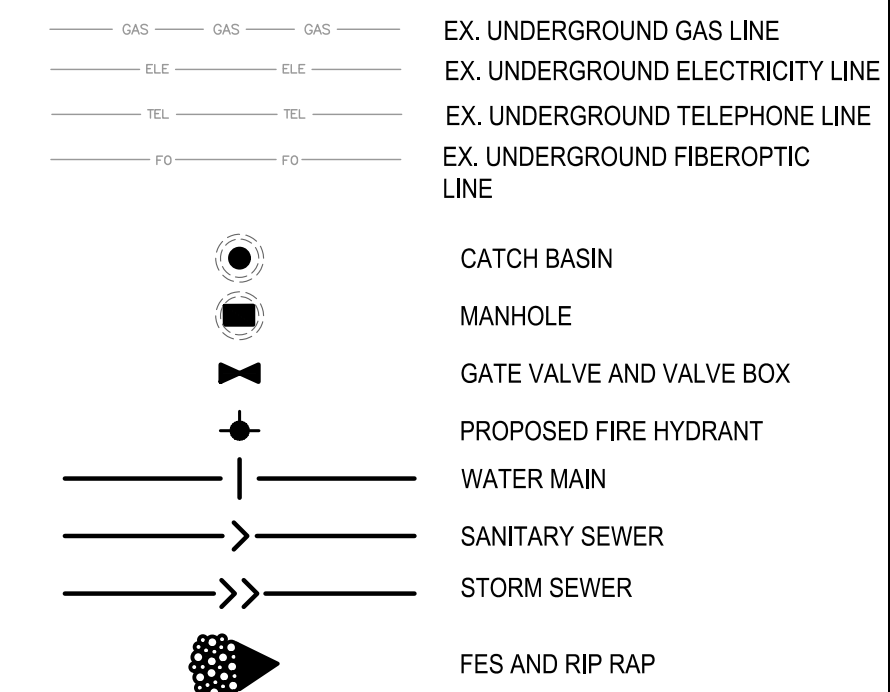 GAS GAS GAS EX. UNDERGROUND GAS LINE
ELE ELE EX. UNDERGROUND ELECTRICITY LINE
TEL TEL EX. UNDERGROUND TELEPHONE LINE
FO FO EX. UNDERGROUND FIBEROPTIC
LINE
CATCH BASIN
MANHOLE
GATE VALVE AND VALVE BOX
PROPOSED FIRE HYDRANT
WATER MAIN
SANITARY SEWER
STORM SEWER
FES AND RIP RAP